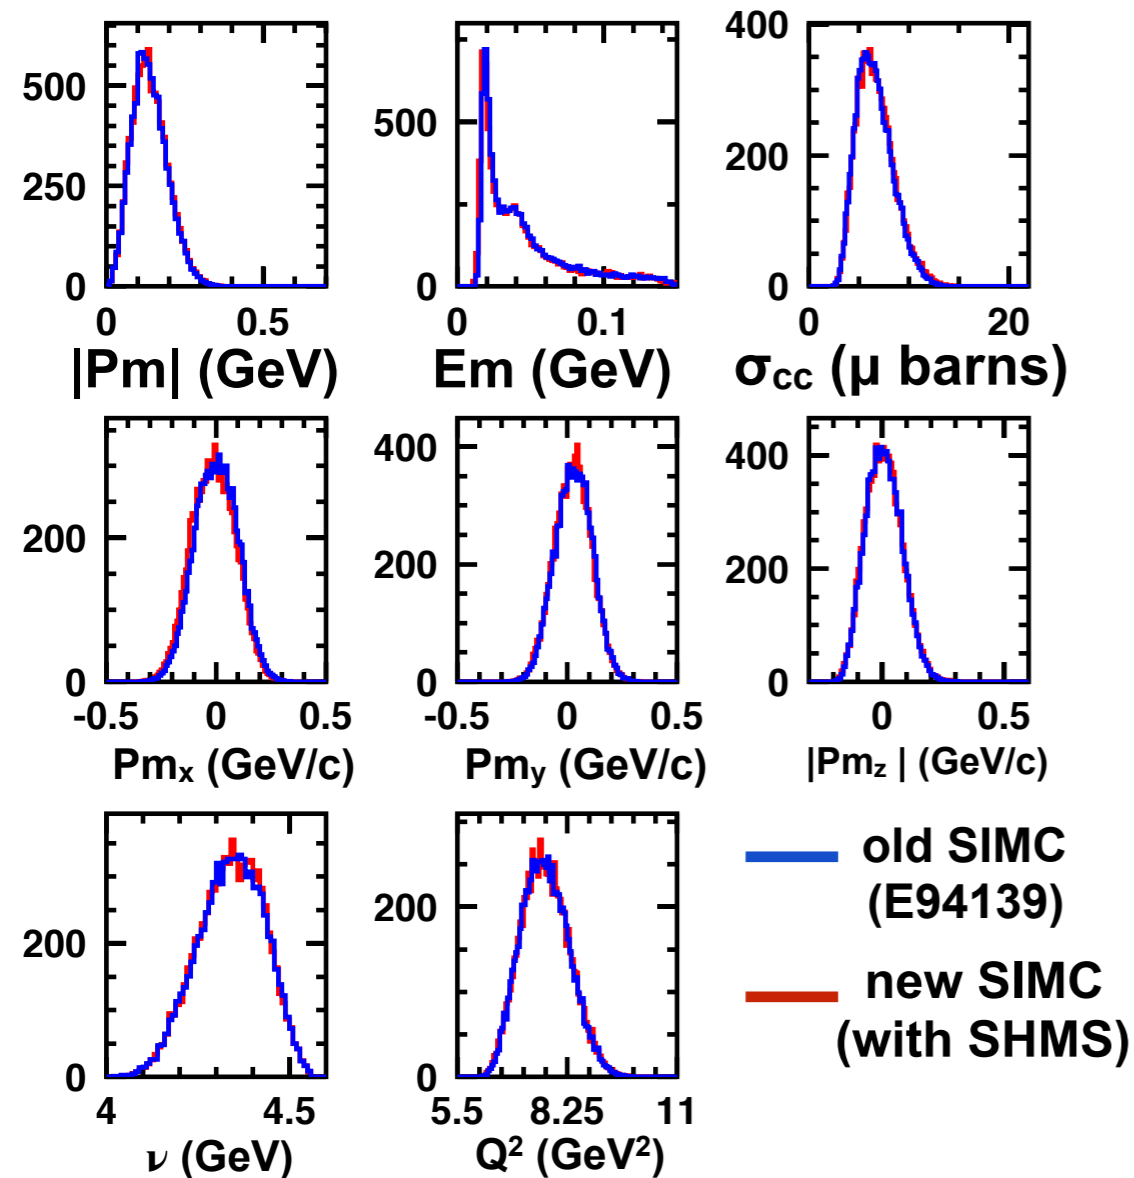 500
250
0
0 0.5
|Pm| (GeV)
500
0
0 0.1
Em (GeV)
400
200
0
0 20
σcc (μ barns)
200
0
-0.5 0 0.5
Pmx (GeV/c)
400
200
0
-0.5 0 0.5
Pmy (GeV/c)
400
200
0
0 0.5
|Pmz | (GeV/c)
200
0
4 4.5
ν (GeV)
200
0
5.5 8.25 11
Q² (GeV²)
old SIMC
(E94139)
new SIMC
(with SHMS)